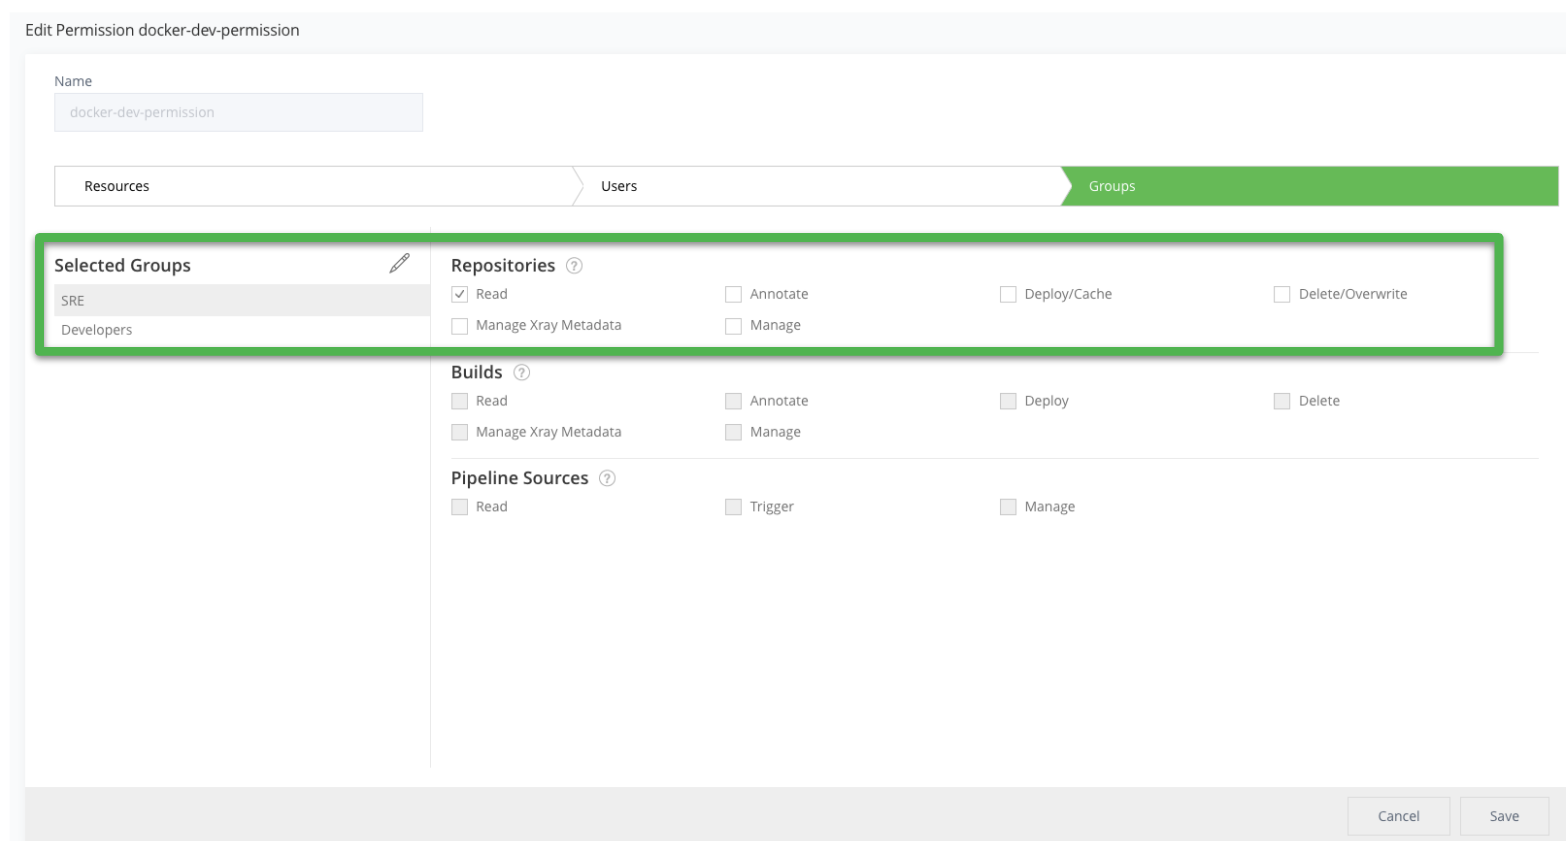 Edit Permission docker-dev-permission
Name
docker-dev-permission
Resources Users Groups
Selected Groups
SRE
Developers
Repositories ?
Read Annotate Deploy/Cache Delete/Overwrite
Manage Xray Metadata Manage
Builds ?
Read Annotate Deploy Delete
Manage Xray Metadata Manage
Pipeline Sources ?
Read Trigger Manage
Cancel Save